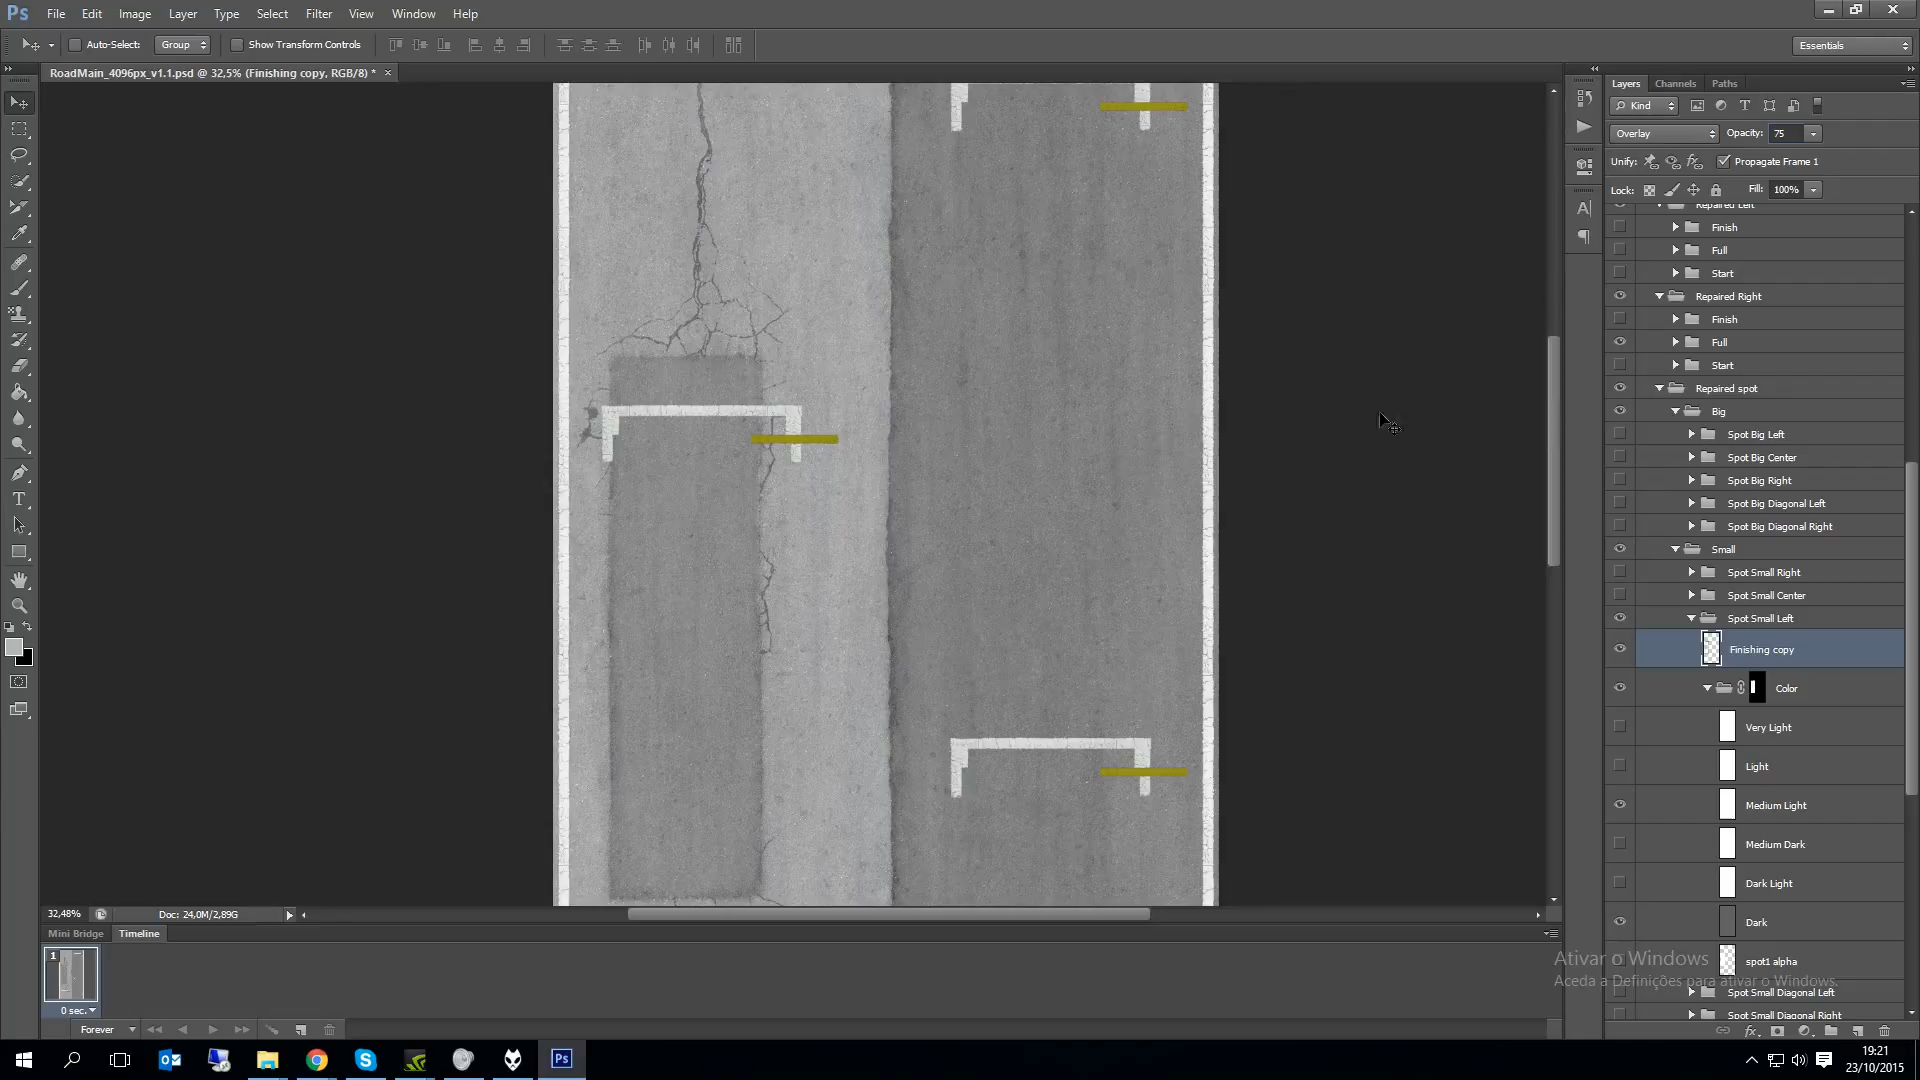 Ps File Edit Image Layer Type Select Filter View Window Help
Auto-Select: Group Show Transform Controls Essentials
RoadMain_4096px_v1.1.psd @ 32,5% (Finishing copy, RGB/8) * ×
Layers Channels Paths
Kind
Overlay Opacity: 75
Unify: Propagate Frame 1
Lock: Fill: 100%
Repaired Left
Finish
Full
Start
Repaired Right
Finish
Full
Start
Repaired spot
Big
Spot Big Left
Spot Big Center
Spot Big Right
Spot Big Diagonal Left
Spot Big Diagonal Right
Small
Spot Small Right
Spot Small Center
Spot Small Left
Finishing copy
Color
Very Light
Light
Medium Light
Medium Dark
Dark Light
Dark
spot1 alpha
Spot Small Diagonal Left
Spot Small Diagonal Right
Ativar o Windows
Aceda a Definições para ativar o Windows.
32,48% Doc: 24,0M/2,89G
Mini Bridge Timeline
1
0 sec.
Forever
Ps
19:21
23/10/2015